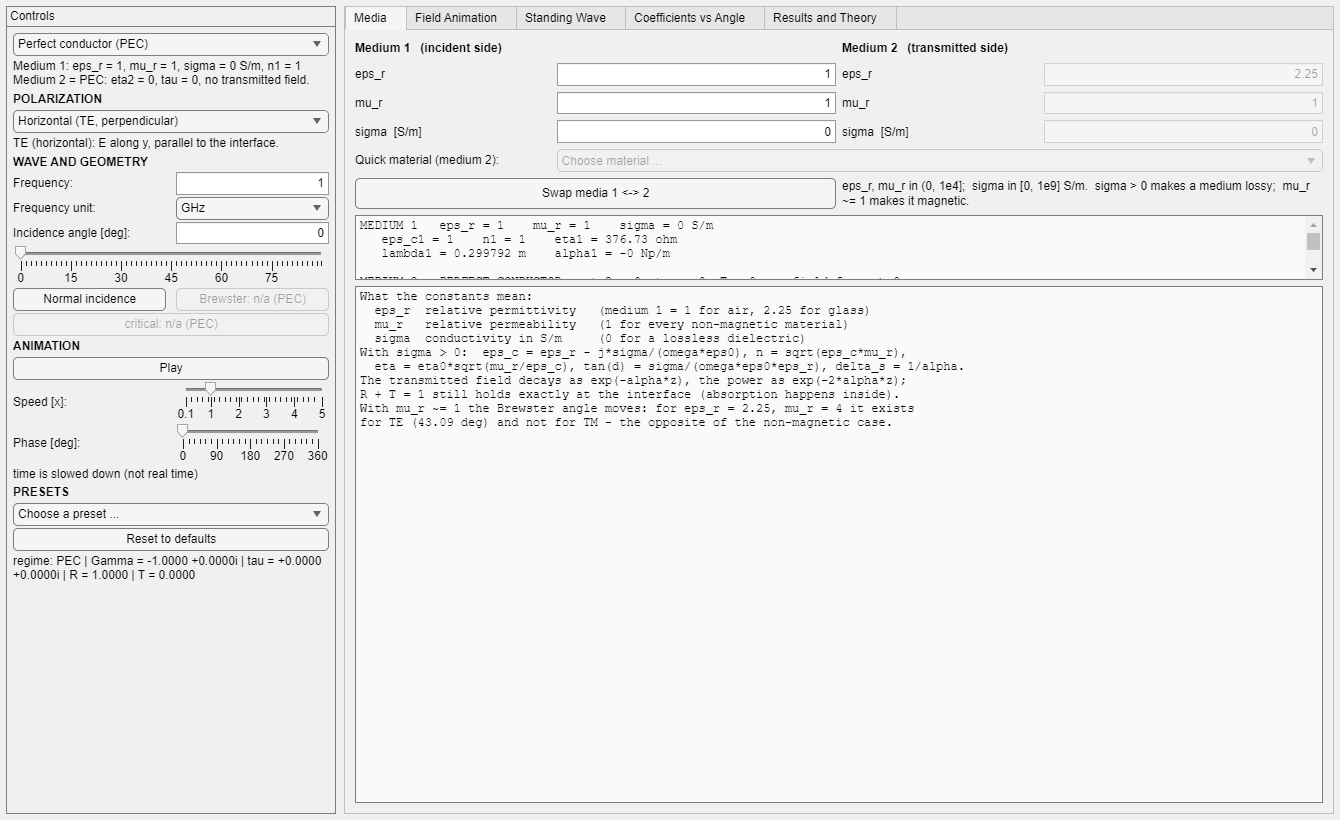 Controls
Perfect conductor (PEC)
Medium 1: eps_r = 1, mu_r = 1, sigma = 0 S/m, n1 = 1
Medium 2 = PEC: eta2 = 0, tau = 0, no transmitted field.
POLARIZATION
Horizontal (TE, perpendicular)
TE (horizontal): E along y, parallel to the interface.
WAVE AND GEOMETRY
Frequency: 1
Frequency unit: GHz
Incidence angle [deg]: 0
0 15 30 45 60 75
Normal incidence Brewster: n/a (PEC)
critical: n/a (PEC)
ANIMATION
Play
Speed [x]:
0.1 1 2 3 4 5
Phase [deg]:
0 90 180 270 360
time is slowed down (not real time)
PRESETS
Choose a preset ...
Reset to defaults
regime: PEC | Gamma = -1.0000 +0.0000i | tau = +0.0000
+0.0000i | R = 1.0000 | T = 0.0000
Media Field Animation Standing Wave Coefficients vs Angle Results and Theory
Medium 1 (incident side) Medium 2 (transmitted side)
eps_r 1 eps_r 2.25
mu_r 1 mu_r 1
sigma [S/m] 0 sigma [S/m] 0
Quick material (medium 2): Choose material ...
Swap media 1 <-> 2
eps_r, mu_r in (0, 1e4]; sigma in [0, 1e9] S/m. sigma > 0 makes a medium lossy; mu_r
~= 1 makes it magnetic.
MEDIUM 1 eps_r = 1 mu_r = 1 sigma = 0 S/m
eps_c1 = 1 n1 = 1 eta1 = 376.73 ohm
lambda1 = 0.299792 m alpha1 = -0 Np/m
What the constants mean:
eps_r relative permittivity (medium 1 = 1 for air, 2.25 for glass)
mu_r relative permeability (1 for every non-magnetic material)
sigma conductivity in S/m (0 for a lossless dielectric)
With sigma > 0: eps_c = eps_r - j*sigma/(omega*eps0), n = sqrt(eps_c*mu_r),
eta = eta0*sqrt(mu_r/eps_c), tan(d) = sigma/(omega*eps0*eps_r), delta_s = 1/alpha.
The transmitted field decays as exp(-alpha*z), the power as exp(-2*alpha*z);
R + T = 1 still holds exactly at the interface (absorption happens inside).
With mu_r ~= 1 the Brewster angle moves: for eps_r = 2.25, mu_r = 4 it exists
for TE (43.09 deg) and not for TM - the opposite of the non-magnetic case.